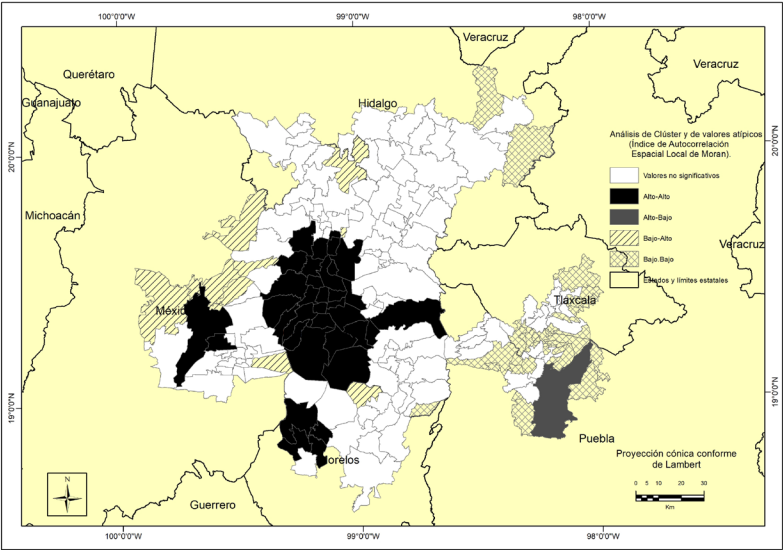 100°0'0"W
99°0'0"W
98°0'0"W
Veracruz
Veracruz
Querétaro
Guanajuato
Hidalgo
20°0'0"N
20°0'0"N
Análisis de Clúster y de valores atípicos
(Índice de Autocorrelación
Espacial Local de Moran).
Valores no significativos
Alto-Alto
Alto-Bajo
Bajo-Alto
Bajo.Bajo
Estados y límites estatales
Michoacán
Veracruz
Tlaxcala
Méxic
19°0'0"N
19°0'0"N
Puebla
Morelos
Proyección cónica conforme
de Lambert
0 5 10 20 30
Km
N
Guerrero
100°0'0"W
99°0'0"W
98°0'0"W